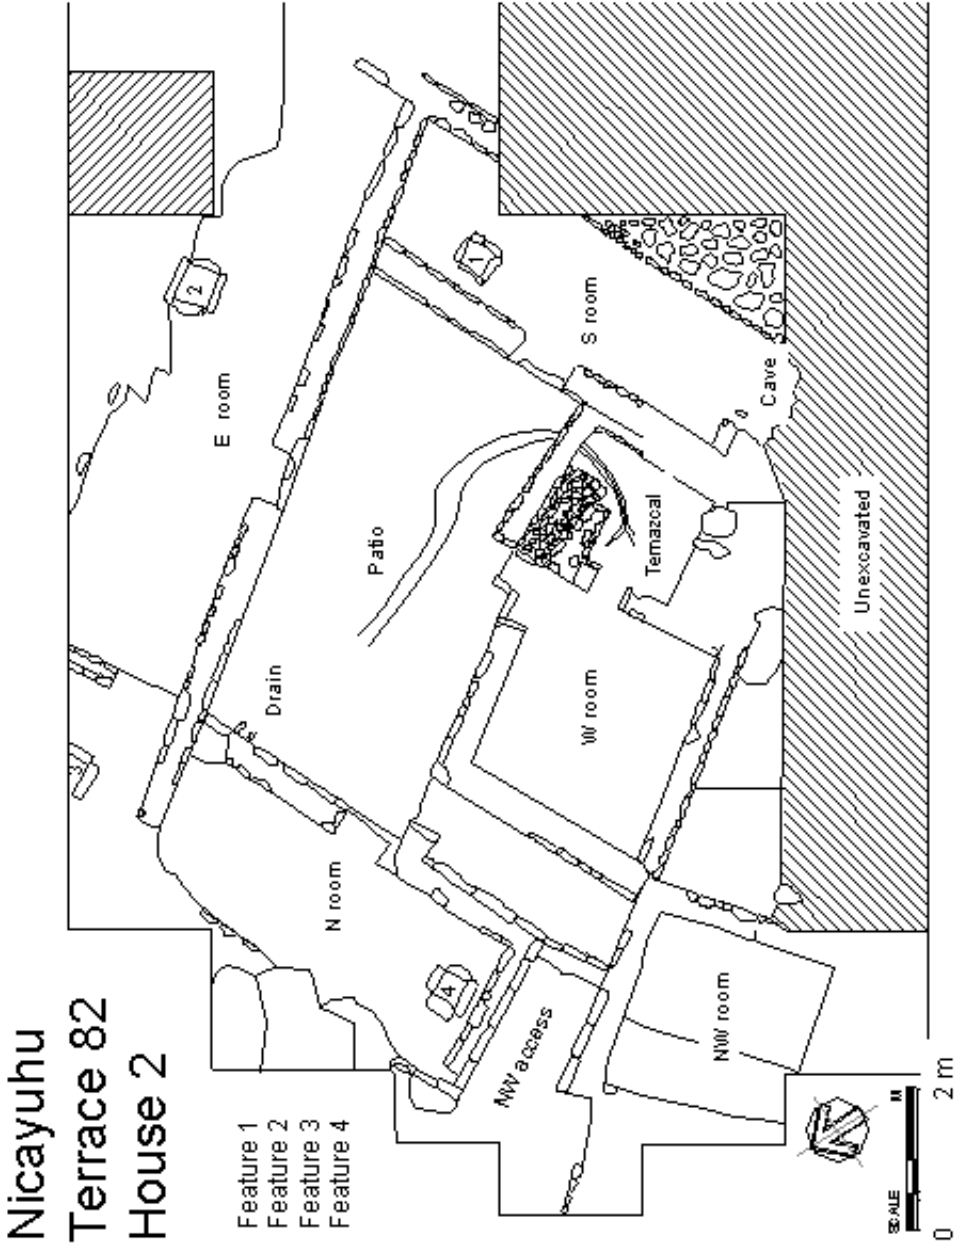 Nicayuhu
Terrace 82
House 2
Feature 1
Feature 2
Feature 3
Feature 4
N room
4
NW access
NW room
3
Drain
Patio
W room
E room
2
Temazcal
Unexcavated
S room
1
Cave
SCALE
M
0
2 m